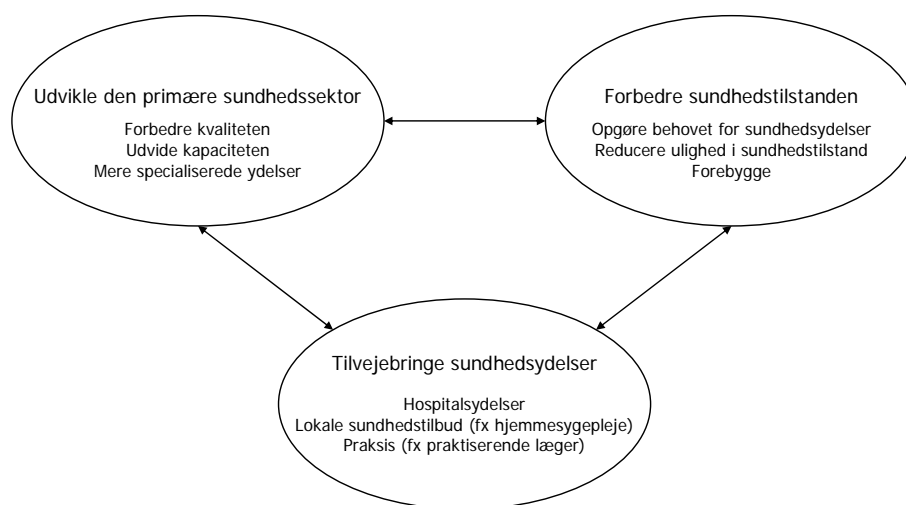 Udvikle den primære sundhedssektor
Forbedre kvaliteten
Udvide kapaciteten
Mere specialiserede ydelser
Forbedre sundhedstilstanden
Opgøre behovet for sundhedsydelser
Reducere ulighed i sundhedstilstand
Forebygge
Tilvejebringe sundhedsydelser
Hospitalsydelser
Lokale sundhedstilbud (fx hjemmesygepleje)
Praksis (fx praktiserende læger)